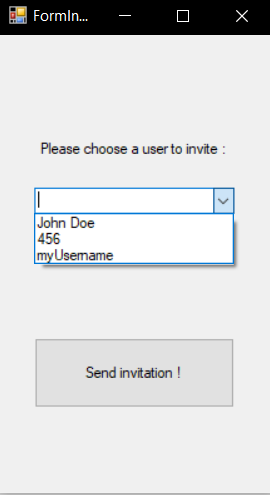 FormIn...
Please choose a user to invite :
John Doe
456
myUsername
Send invitation !